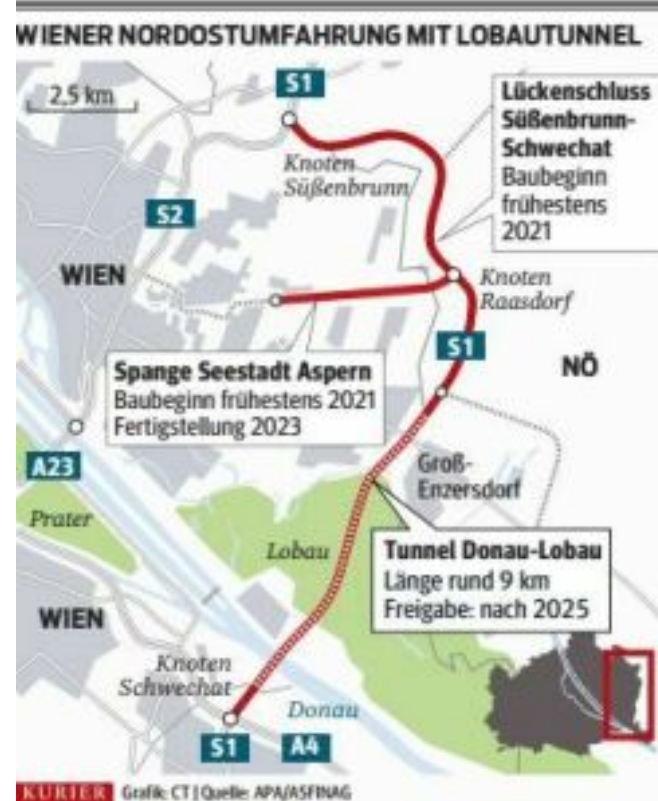 WIENER NORDOSTUMFAHRUNG MIT LOBAUTUNNEL
2,5 km
S1
Lückenschluss
Süßenbrunn-
Schwechat
Baubeginn
frühestens
2021
Knoten
Süßenbrunn
S2
WIEN
Knoten
Raasdorf
S1
NÖ
Spange Seestadt Aspern
Baubeginn frühestens 2021
Fertigstellung 2023
A23
Groß-
Enzersdorf
Prater
Lobau
Tunnel Donau-Lobau
Länge rund 9 km
Freigabe: nach 2025
WIEN
Knoten
Schwechat
Donau
S1
A4
KURIER Grafik: CT | Quelle: APA/ASFINAG